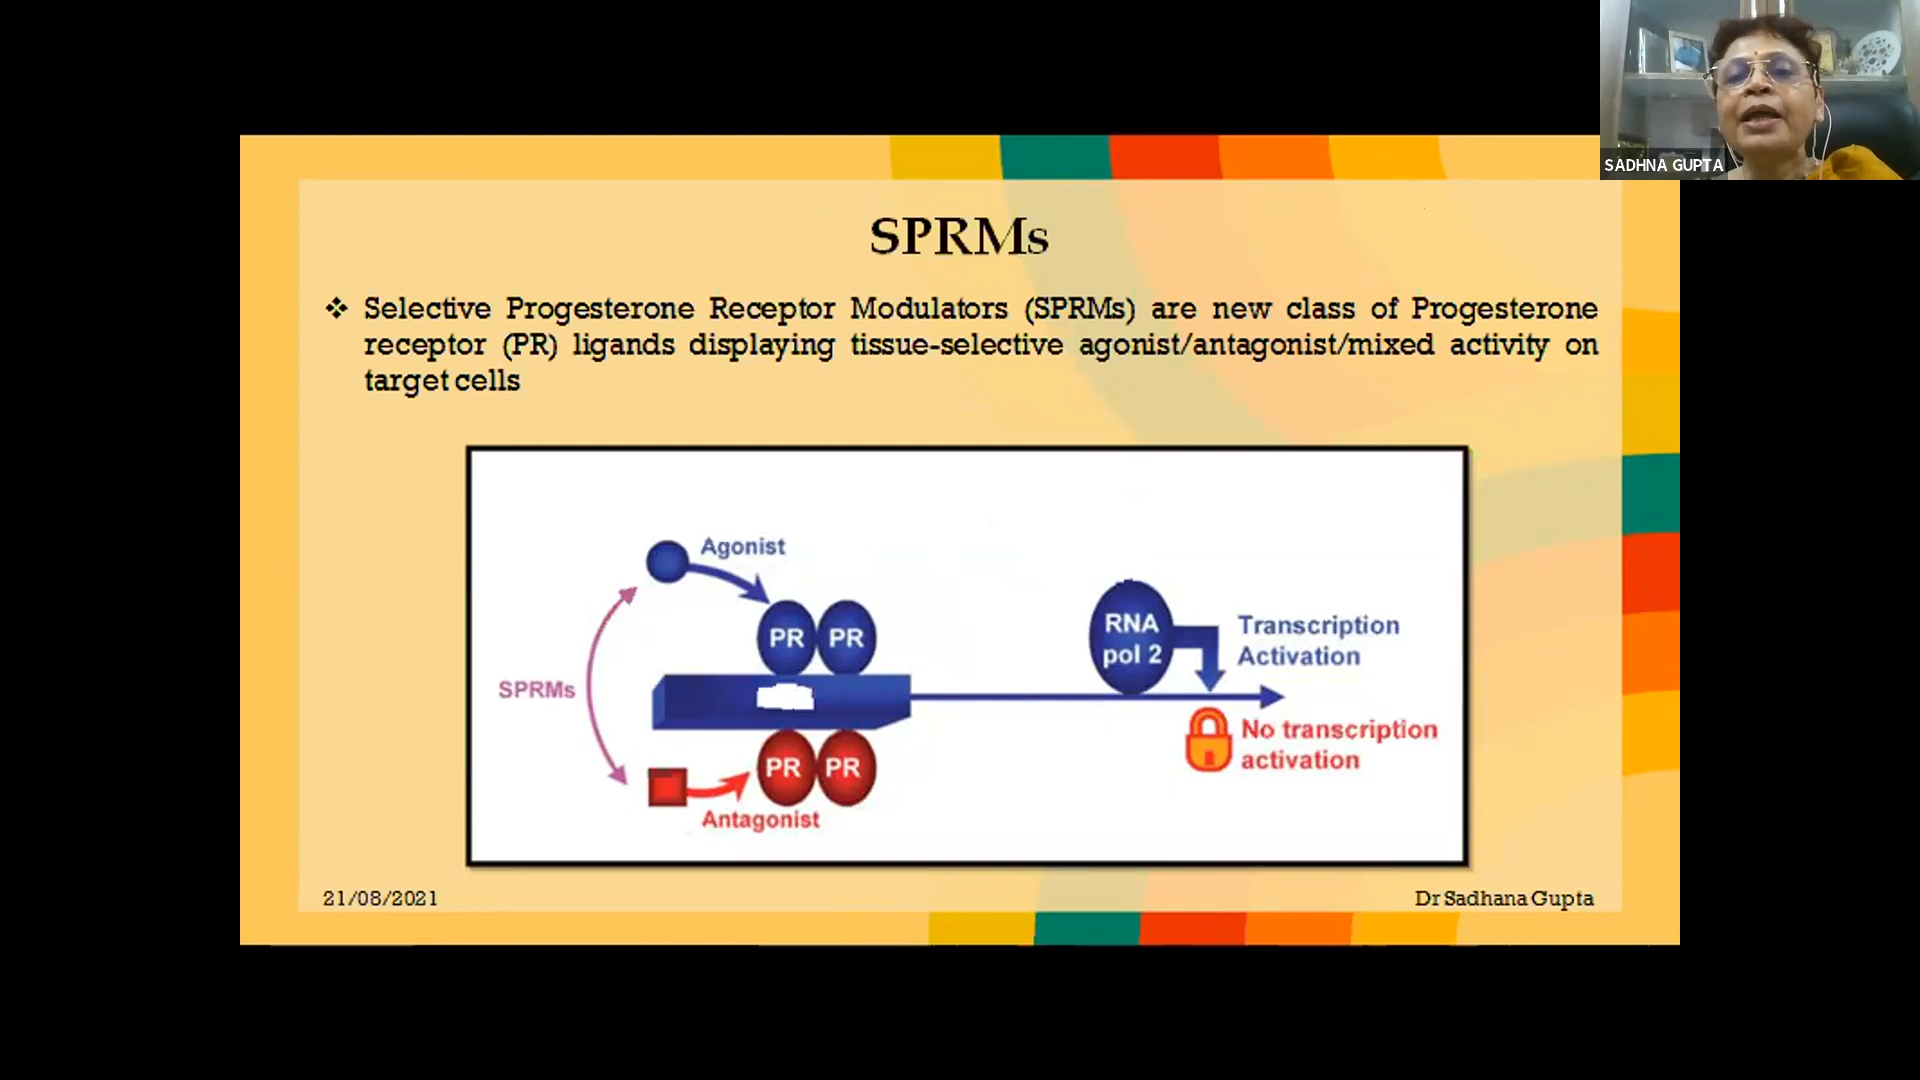 SADHNA GUPTA
SPRMs
❖ Selective Progesterone Receptor Modulators (SPRMs) are new class of Progesterone
receptor (PR) ligands displaying tissue-selective agonist/antagonist/mixed activity on
target cells
Agonist
PR PR
RNA
pol 2
Transcription
Activation
SPRMs
No transcription
activation
PR PR
Antagonist
21/08/2021
Dr Sadhana Gupta